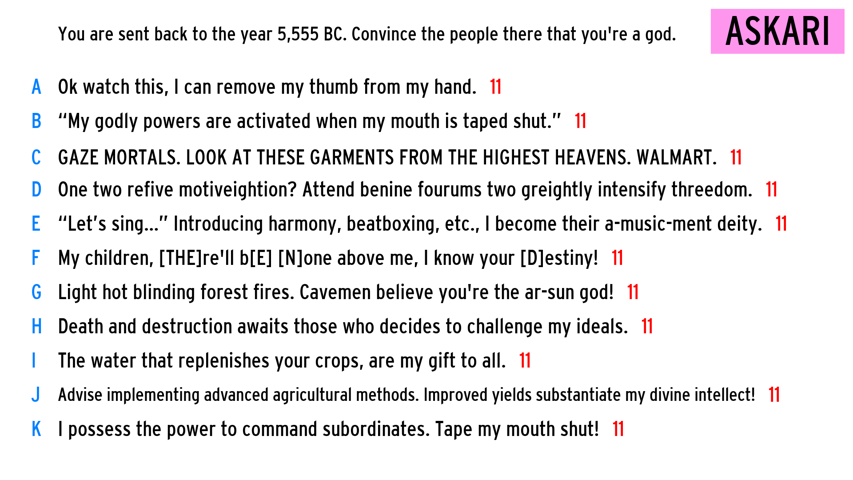 You are sent back to the year 5,555 BC. Convince the people there that you're a god.
ASKARI
A Ok watch this, I can remove my thumb from my hand. 11
B “My godly powers are activated when my mouth is taped shut.” 11
C GAZE MORTALS. LOOK AT THESE GARMENTS FROM THE HIGHEST HEAVENS. WALMART. 11
D One two refive motiveightion? Attend benine fourums two greightly intensify threedom. 11
E “Let’s sing...” Introducing harmony, beatboxing, etc., I become their a-music-ment deity. 11
F My children, [THE]re'll b[E] [N]one above me, I know your [D]estiny! 11
G Light hot blinding forest fires. Cavemen believe you're the ar-sun god! 11
H Death and destruction awaits those who decides to challenge my ideals. 11
I The water that replenishes your crops, are my gift to all. 11
J Advise implementing advanced agricultural methods. Improved yields substantiate my divine intellect! 11
K I possess the power to command subordinates. Tape my mouth shut! 11